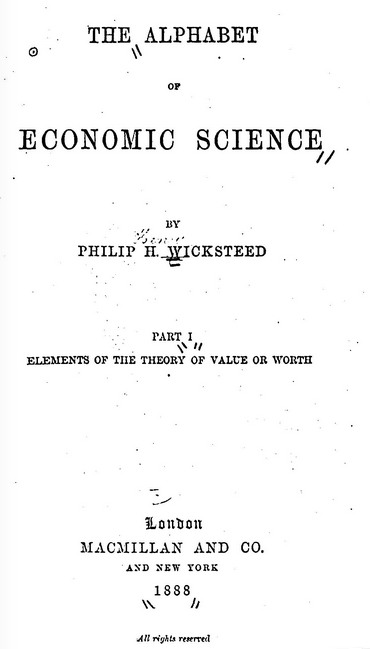 THE ALPHABET
OF
ECONOMIC SCIENCE
BY
PHILIP H. WICKSTEED
PART I
ELEMENTS OF THE THEORY OF VALUE OR WORTH
London
MACMILLAN AND CO.
AND NEW YORK
1888
All rights reserved